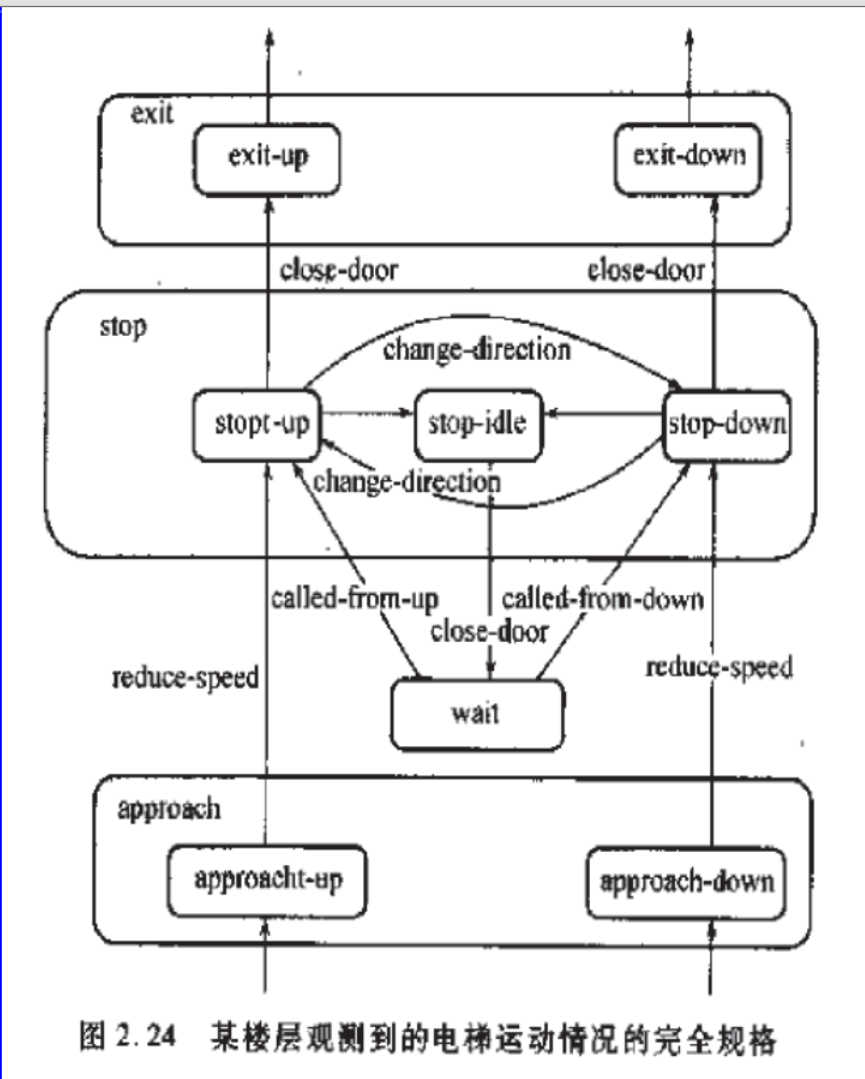 exit
exit-up
exit-down
close-door
close-door
stop
change-direction
stopt-up
stop-idle
stop-down
change-direction
called-from-up
called-from-down
close-door
reduce-speed
reduce-speed
wait
approach
approacht-up
approach-down
图 2.24 某楼层观测到的电梯运动情况的完全规格